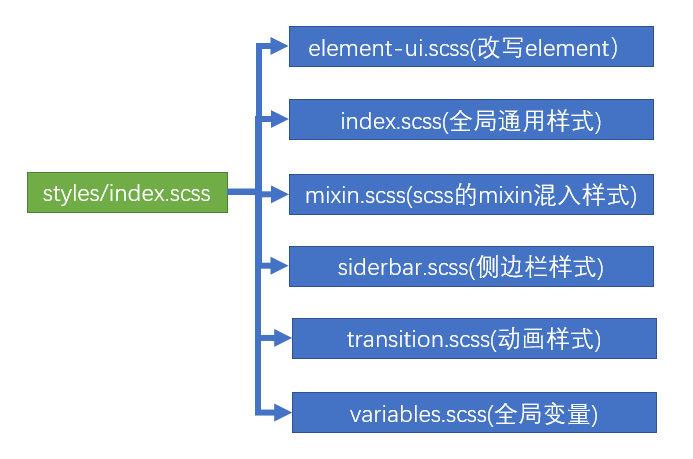 element-ui.scss(改写element）
index.scss(全局通用样式)
styles/index.scss
mixin.scss(scss的mixin混入样式)
siderbar.scss(侧边栏样式)
transition.scss(动画样式)
variables.scss(全局变量)